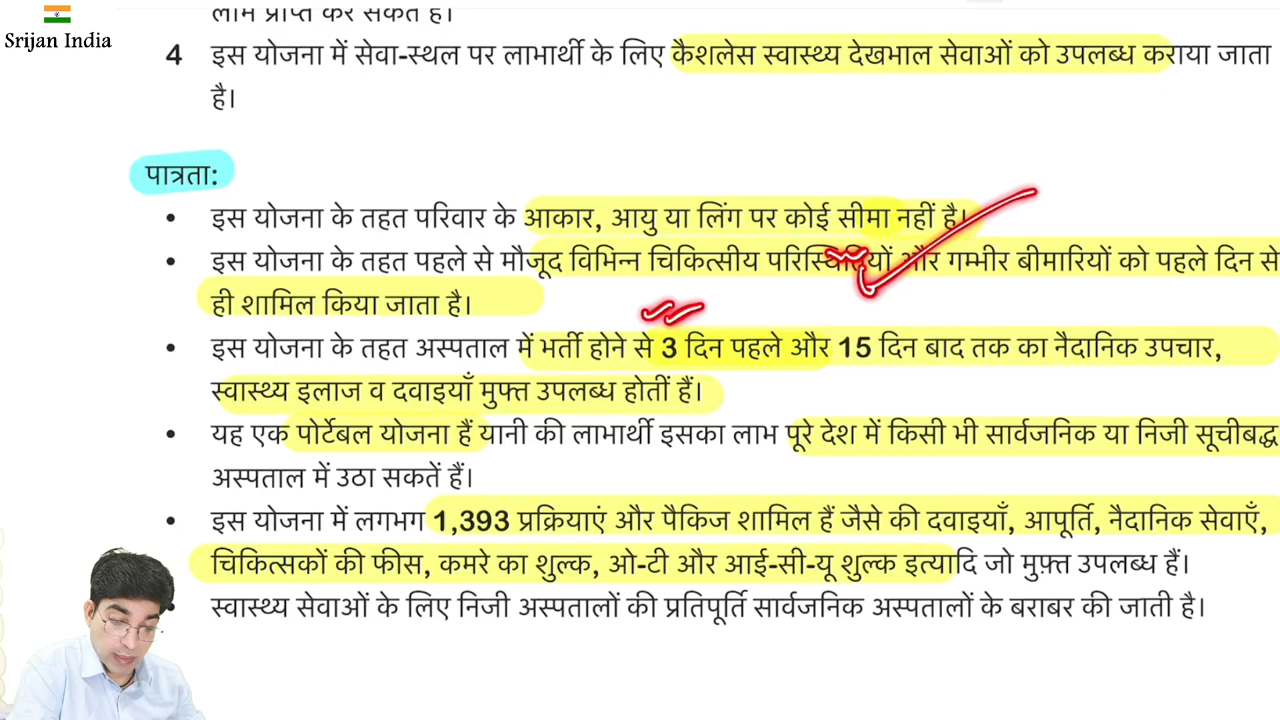 Srijan India
लाभ प्राप्त कर सकते हैं।
4 इस योजना में सेवा-स्थल पर लाभार्थी के लिए कैशलेस स्वास्थ्य देखभाल सेवाओं को उपलब्ध कराया जाता
है।
पात्रता:
• इस योजना के तहत परिवार के आकार, आयु या लिंग पर कोई सीमा नहीं है।
• इस योजना के तहत पहले से मौजूद विभिन्न चिकित्सीय परिस्थितियों और गम्भीर बीमारियों को पहले दिन से
ही शामिल किया जाता है।
• इस योजना के तहत अस्पताल में भर्ती होने से 3 दिन पहले और 15 दिन बाद तक का नैदानिक उपचार,
स्वास्थ्य इलाज व दवाइयाँ मुफ्त उपलब्ध होतीं हैं।
• यह एक पोर्टेबल योजना हैं यानी की लाभार्थी इसका लाभ पूरे देश में किसी भी सार्वजनिक या निजी सूचीबद्ध
अस्पताल में उठा सकतें हैं।
• इस योजना में लगभग 1,393 प्रक्रियाएं और पैकिज शामिल हैं जैसे की दवाइयाँ, आपूर्ति, नैदानिक सेवाएँ,
चिकित्सकों की फीस, कमरे का शुल्क, ओ-टी और आई-सी-यू शुल्क इत्यादि जो मुफ़्त उपलब्ध हैं।
स्वास्थ्य सेवाओं के लिए निजी अस्पतालों की प्रतिपूर्ति सार्वजनिक अस्पतालों के बराबर की जाती है।